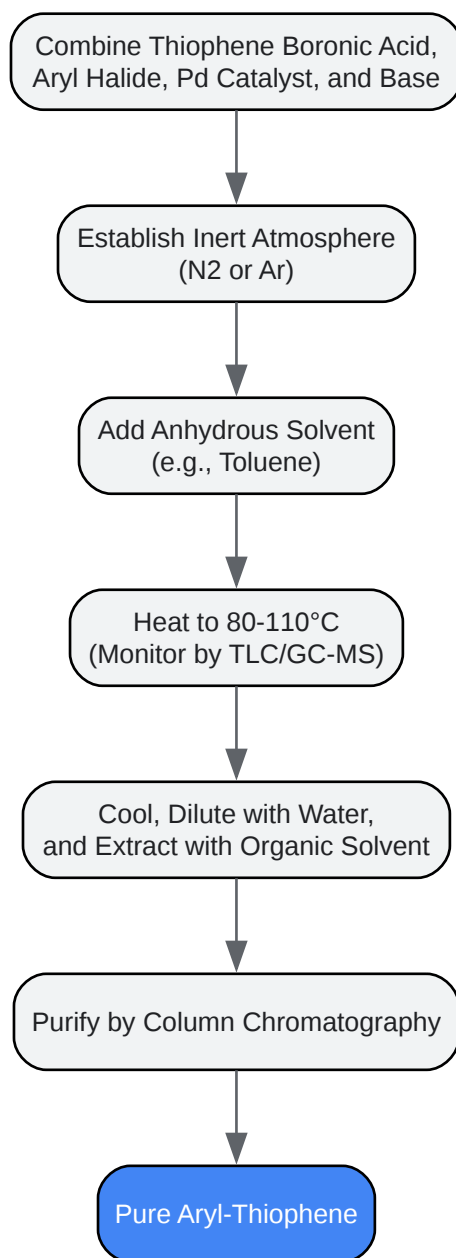 Combine Thiophene Boronic Acid,
Aryl Halide, Pd Catalyst, and Base
Establish Inert Atmosphere
(N2 or Ar)
Add Anhydrous Solvent
(e.g., Toluene)
Heat to 80-110°C
(Monitor by TLC/GC-MS)
Cool, Dilute with Water,
and Extract with Organic Solvent
Purify by Column Chromatography
Pure Aryl-Thiophene